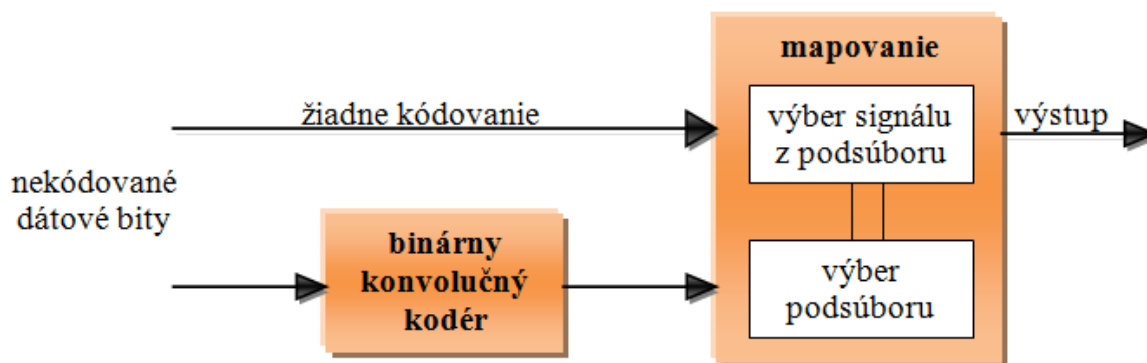 nekódované
dátové bity
žiadne kódovanie
binárny
konvolučný
kodér
mapovanie
výber signálu
z podsúboru
výber
podsúboru
výstup